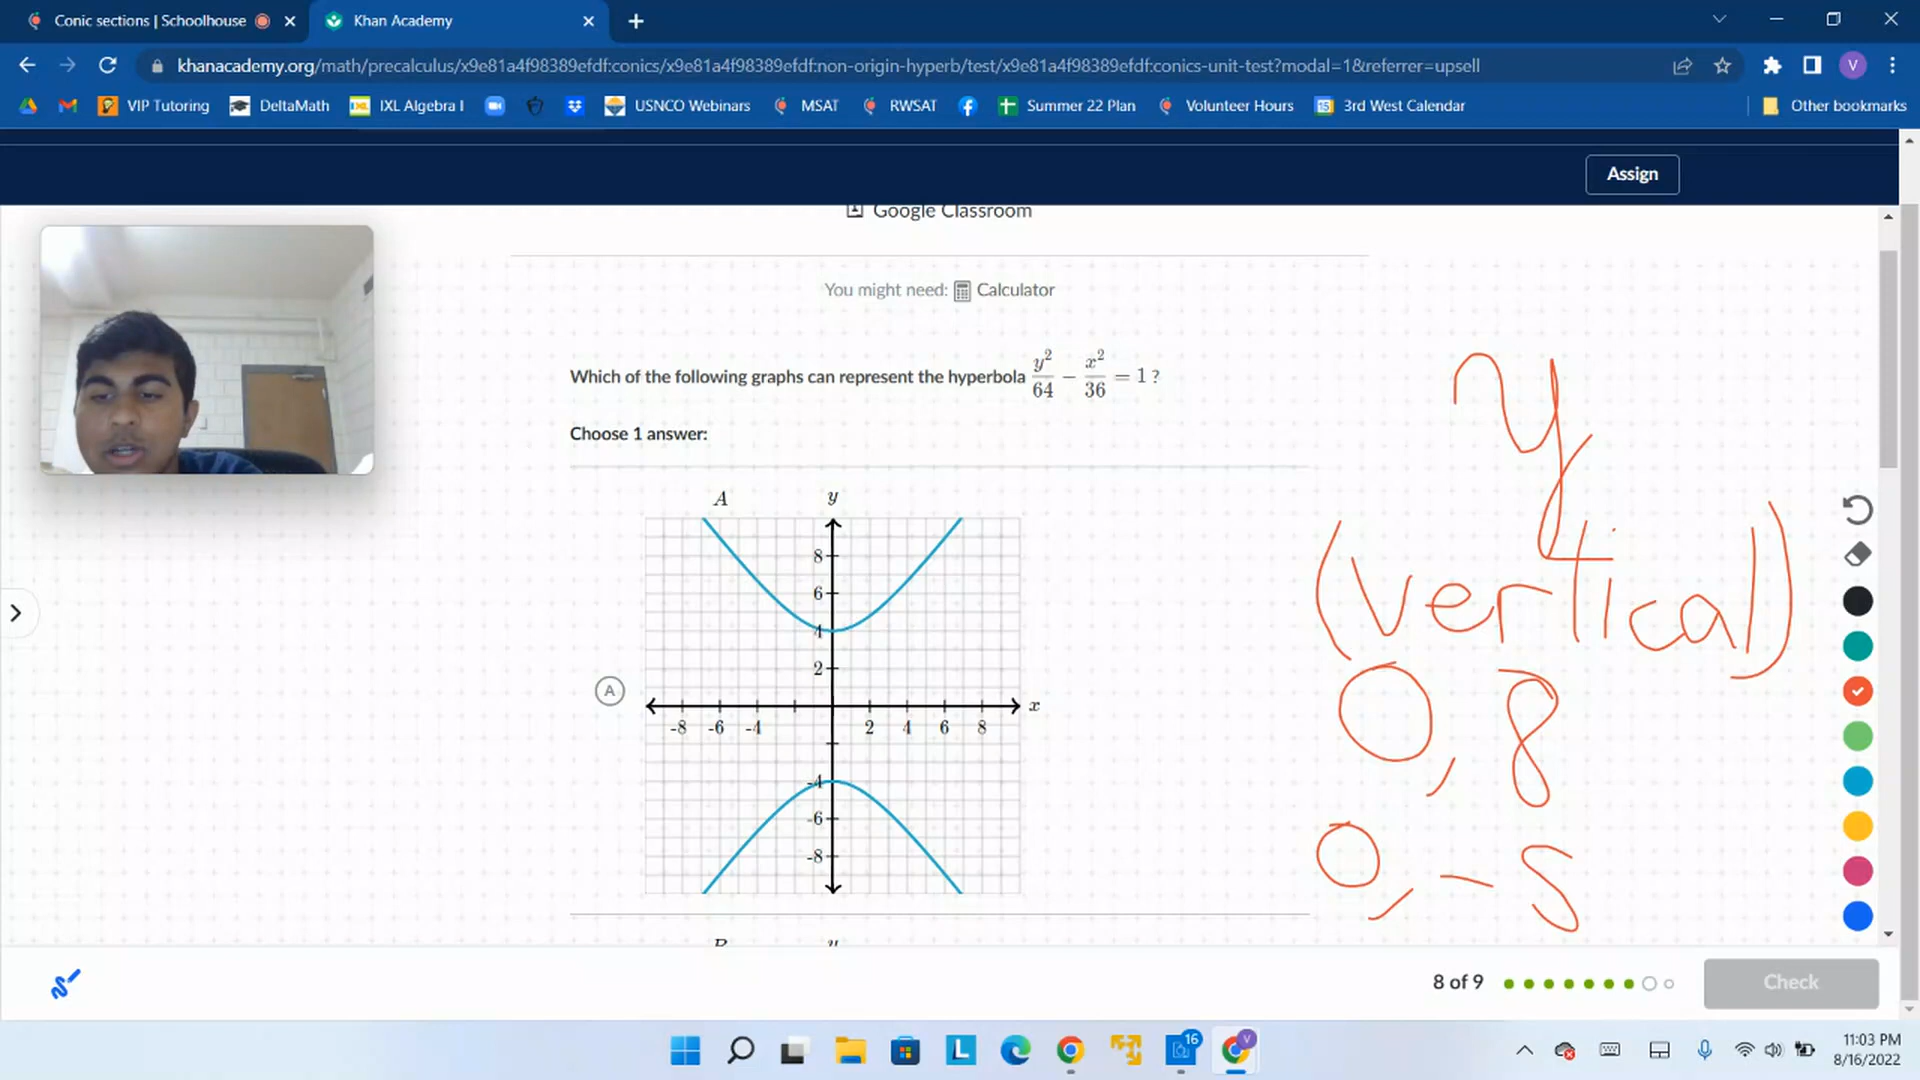 Conic sections | Schoolhouse
Khan Academy
khanacademy.org/math/precalculus/x9e81a4f98389efdf:conics/x9e81a4f98389efdf:non-origin-hyperb/test/x9e81a4f98389efdf:conics-unit-test?modal=1&referrer=upsell
V
VIP Tutoring
DeltaMath
IXL Algebra I
USNCO Webinars
MSAT
RWSAT
Summer 22 Plan
Volunteer Hours
3rd West Calendar
Other bookmarks
Assign
Google Classroom
You might need: Calculator
Which of the following graphs can represent the hyperbola y²/64 − x²/36 = 1 ?
Choose 1 answer:
A
y
8
6
4
2
A
x
-8 -6 -4 2 4 6 8
-4
-6
-8
y
(vertical)
0, 8
0, -
8 of 9
Check
16
V
11:03 PM
8/16/2022